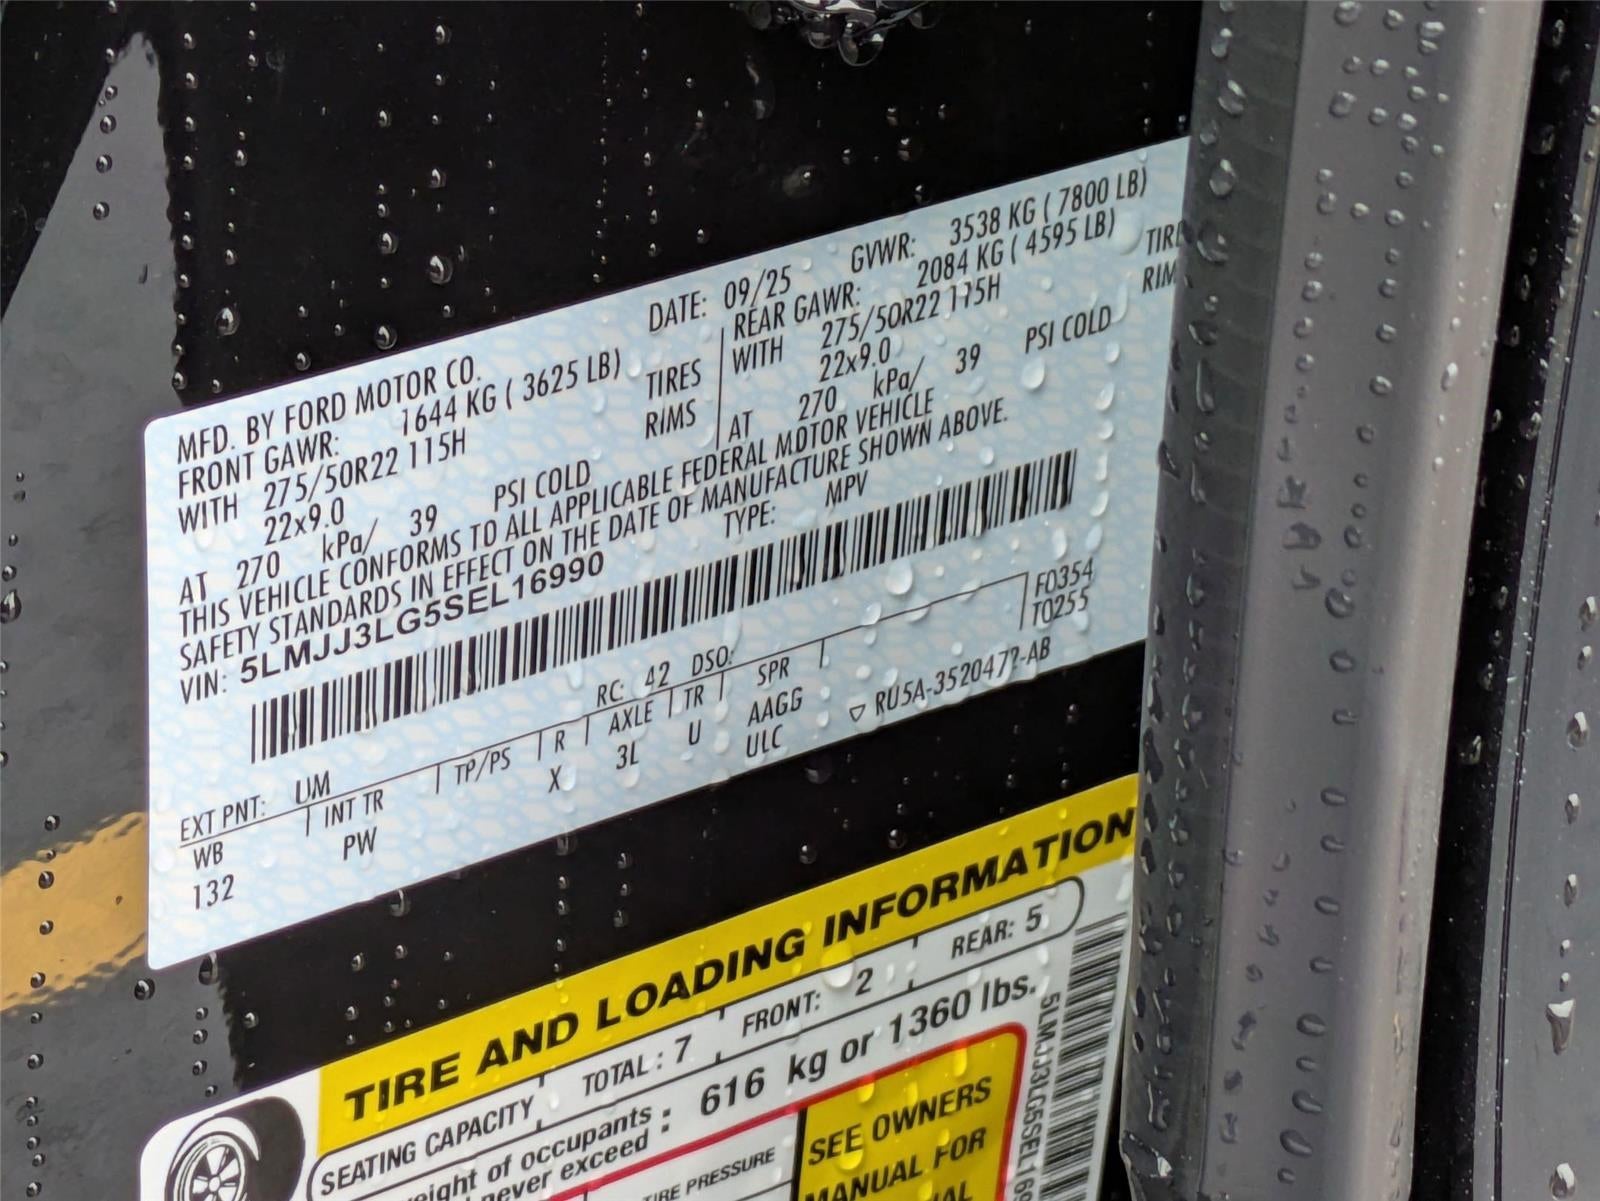 MFD. BY FORD MOTOR CO. DATE: 09/25 GVWR: 3538 KG ( 7800 LB)
FRONT GAWR: 1644 KG ( 3625 LB) REAR GAWR: 2084 KG ( 4595 LB)
WITH 275/50R22 115H TIRES WITH 275/50R22 115H
22x9.0 RIMS 22x9.0
AT 270 kPa/ 39 PSI COLD AT 270 kPa/ 39 PSI COLD
THIS VEHICLE CONFORMS TO ALL APPLICABLE FEDERAL MOTOR VEHICLE
SAFETY STANDARDS IN EFFECT ON THE DATE OF MANUFACTURE SHOWN ABOVE.
VIN: 5LMJJ3LG5SEL16990 TYPE: MPV
F0354
T0255
EXT PNT: UM RC: 42 DSO:
WB INT TR TP/PS R AXLE TR SPR
132 PW X 3L U AAGG
ULC
▽ RU5A-3520472-AB
TIRE AND LOADING INFORMATION
SEATING CAPACITY TOTAL : 7 FRONT: 2 REAR: 5
of occupants
never exceed : 616 kg or 1360 lbs.
PRESSURE
SEE OWNERS
MANUAL FOR